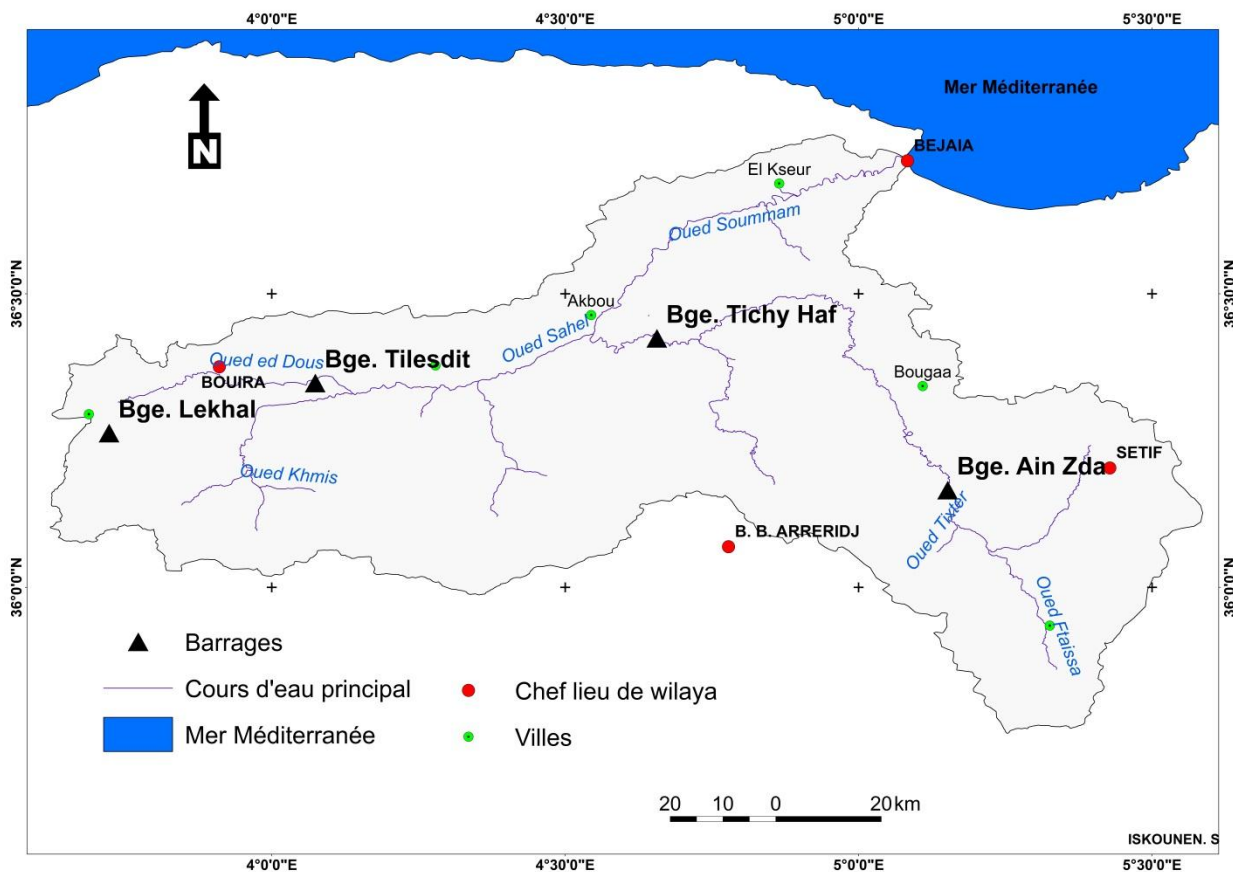 4°0'0"E
4°30'0"E
5°0'0"E
5°30'0"E
Mer Méditerranée
N
BEJAIA
El Kseur
Oued Soummam
36°30'0"N
36°30'0"N
Akbou
Bge. Tichy Haf
Oued Sahel
Oued ed Dous
Bge. Tilesdit
BOUIRA
Bougaa
Bge. Lekhal
SETIF
Bge. Ain Zda
Oued Khmis
Oued Tixter
B. B. ARRERIDJ
36°0'0"N
36°0'0"N
Oued Ftaissa
Barrages
Cours d'eau principal
Chef lieu de wilaya
Mer Méditerranée
Villes
20 10 0 20 km
ISKOUNEN. S
4°0'0"E
4°30'0"E
5°0'0"E
5°30'0"E